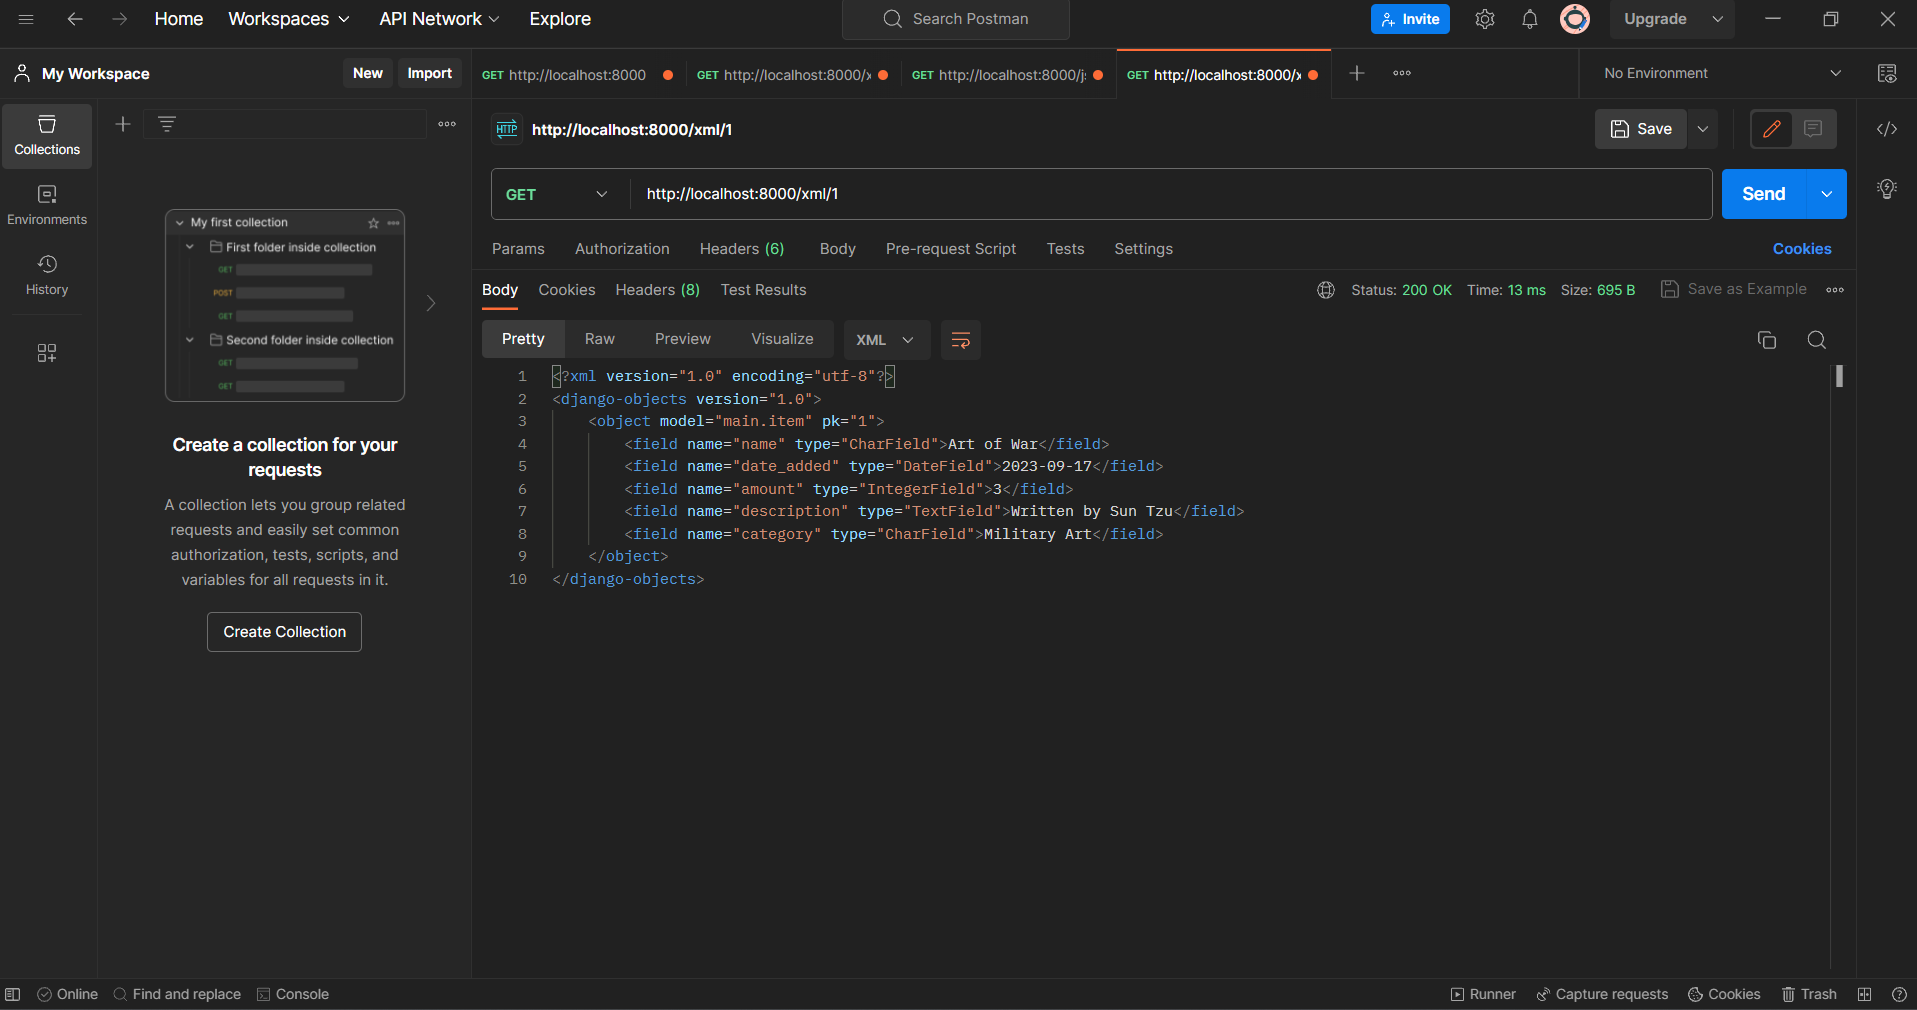 Home Workspaces API Network Explore Search Postman Invite Upgrade
My Workspace New Import
GET http://localhost:8000 GET http://localhost:8000/x GET http://localhost:8000/j GET http://localhost:8000/x No Environment
Collections
Environments
History
My first collection
First folder inside collection
GET
POST
GET
Second folder inside collection
GET
GET
Create a collection for your
requests
A collection lets you group related
requests and easily set common
authorization, tests, scripts, and
variables for all requests in it.
Create Collection
HTTP http://localhost:8000/xml/1 Save
GET http://localhost:8000/xml/1 Send
Params Authorization Headers (6) Body Pre-request Script Tests Settings Cookies
Body Cookies Headers (8) Test Results Status: 200 OK Time: 13 ms Size: 695 B Save as Example
Pretty Raw Preview Visualize XML
1 <?xml version="1.0" encoding="utf-8"?>
2 <django-objects version="1.0">
3 <object model="main.item" pk="1">
4 <field name="name" type="CharField">Art of War</field>
5 <field name="date_added" type="DateField">2023-09-17</field>
6 <field name="amount" type="IntegerField">3</field>
7 <field name="description" type="TextField">Written by Sun Tzu</field>
8 <field name="category" type="CharField">Military Art</field>
9 </object>
10 </django-objects>
Online Find and replace Console Runner Capture requests Cookies Trash